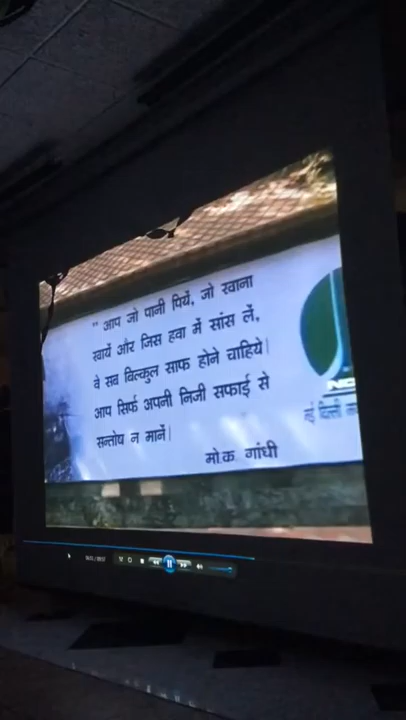 " आप जो पानी पियें, जो खाना
खायें और जिस हवा में सांस लें,
वे सब बिल्कुल साफ होने चाहिये|
आप सिर्फ अपनी निजी सफाई से
सन्तोष न मानें|
मो.क. गांधी